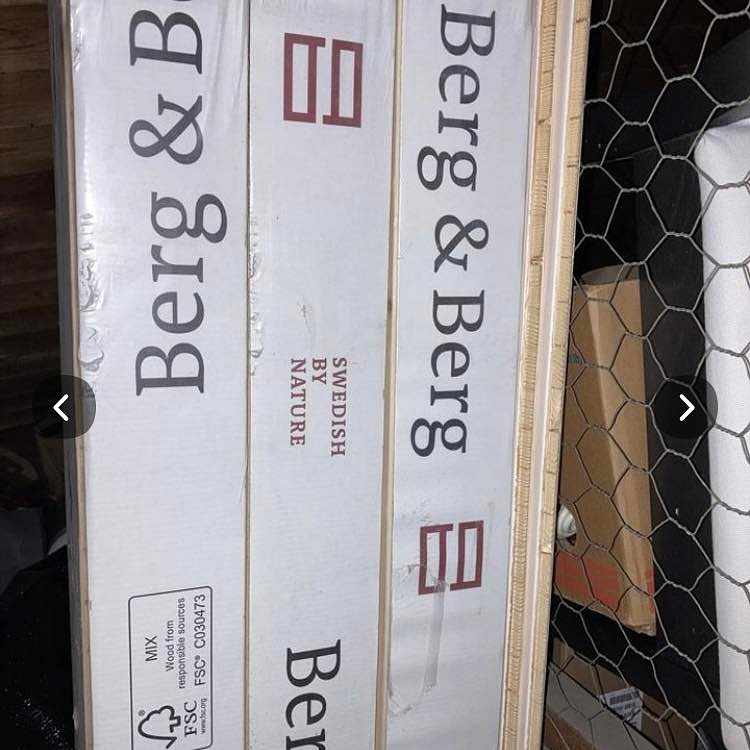 Berg & Be
MIX
Wood from
responsible sources
FSC® C030473
FSC
www.fsc.org
SWEDISH
BY
NATURE
Ber
Berg & Berg